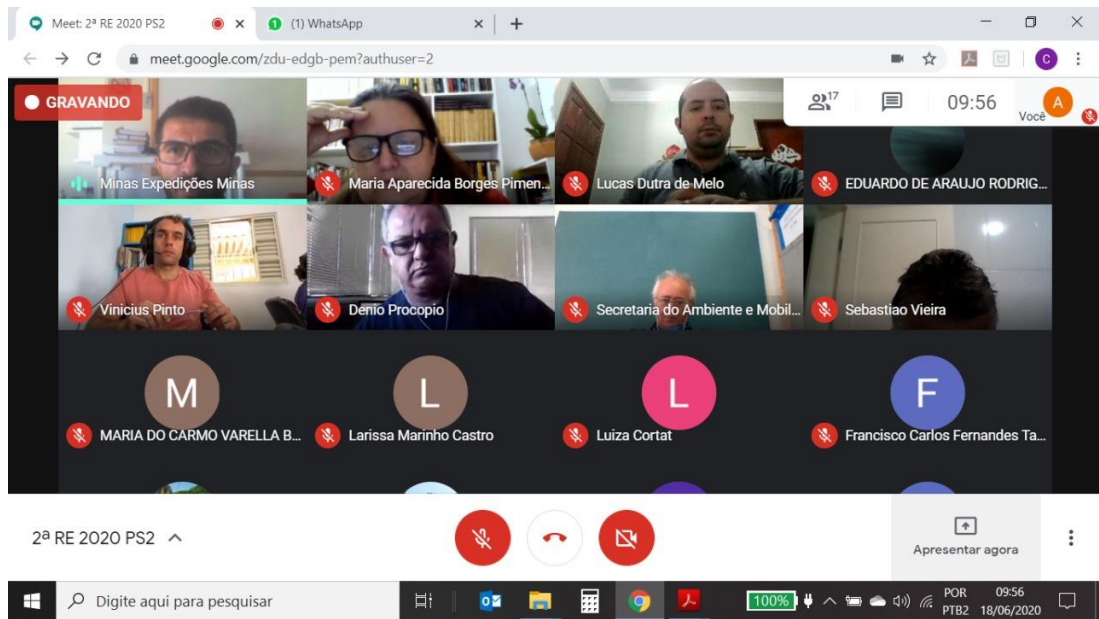 Meet: 2ª RE 2020 PS2
(1) WhatsApp
meet.google.com/zdu-edgb-pem?authuser=2
GRAVANDO
17
09:56
Você
A
Minas Expedições Minas
Maria Aparecida Borges Pimen...
Lucas Dutra de Melo
EDUARDO DE ARAUJO RODRIG...
Vinicius Pinto
Denio Procopio
Secretaria do Ambiente e Mobil...
Sebastiao Vieira
M
L
L
F
MARIA DO CARMO VARELLA B...
Larissa Marinho Castro
Luiza Cortat
Francisco Carlos Fernandes Ta...
2ª RE 2020 PS2
Apresentar agora
Digite aqui para pesquisar
100%
POR
PTB2
09:56
18/06/2020